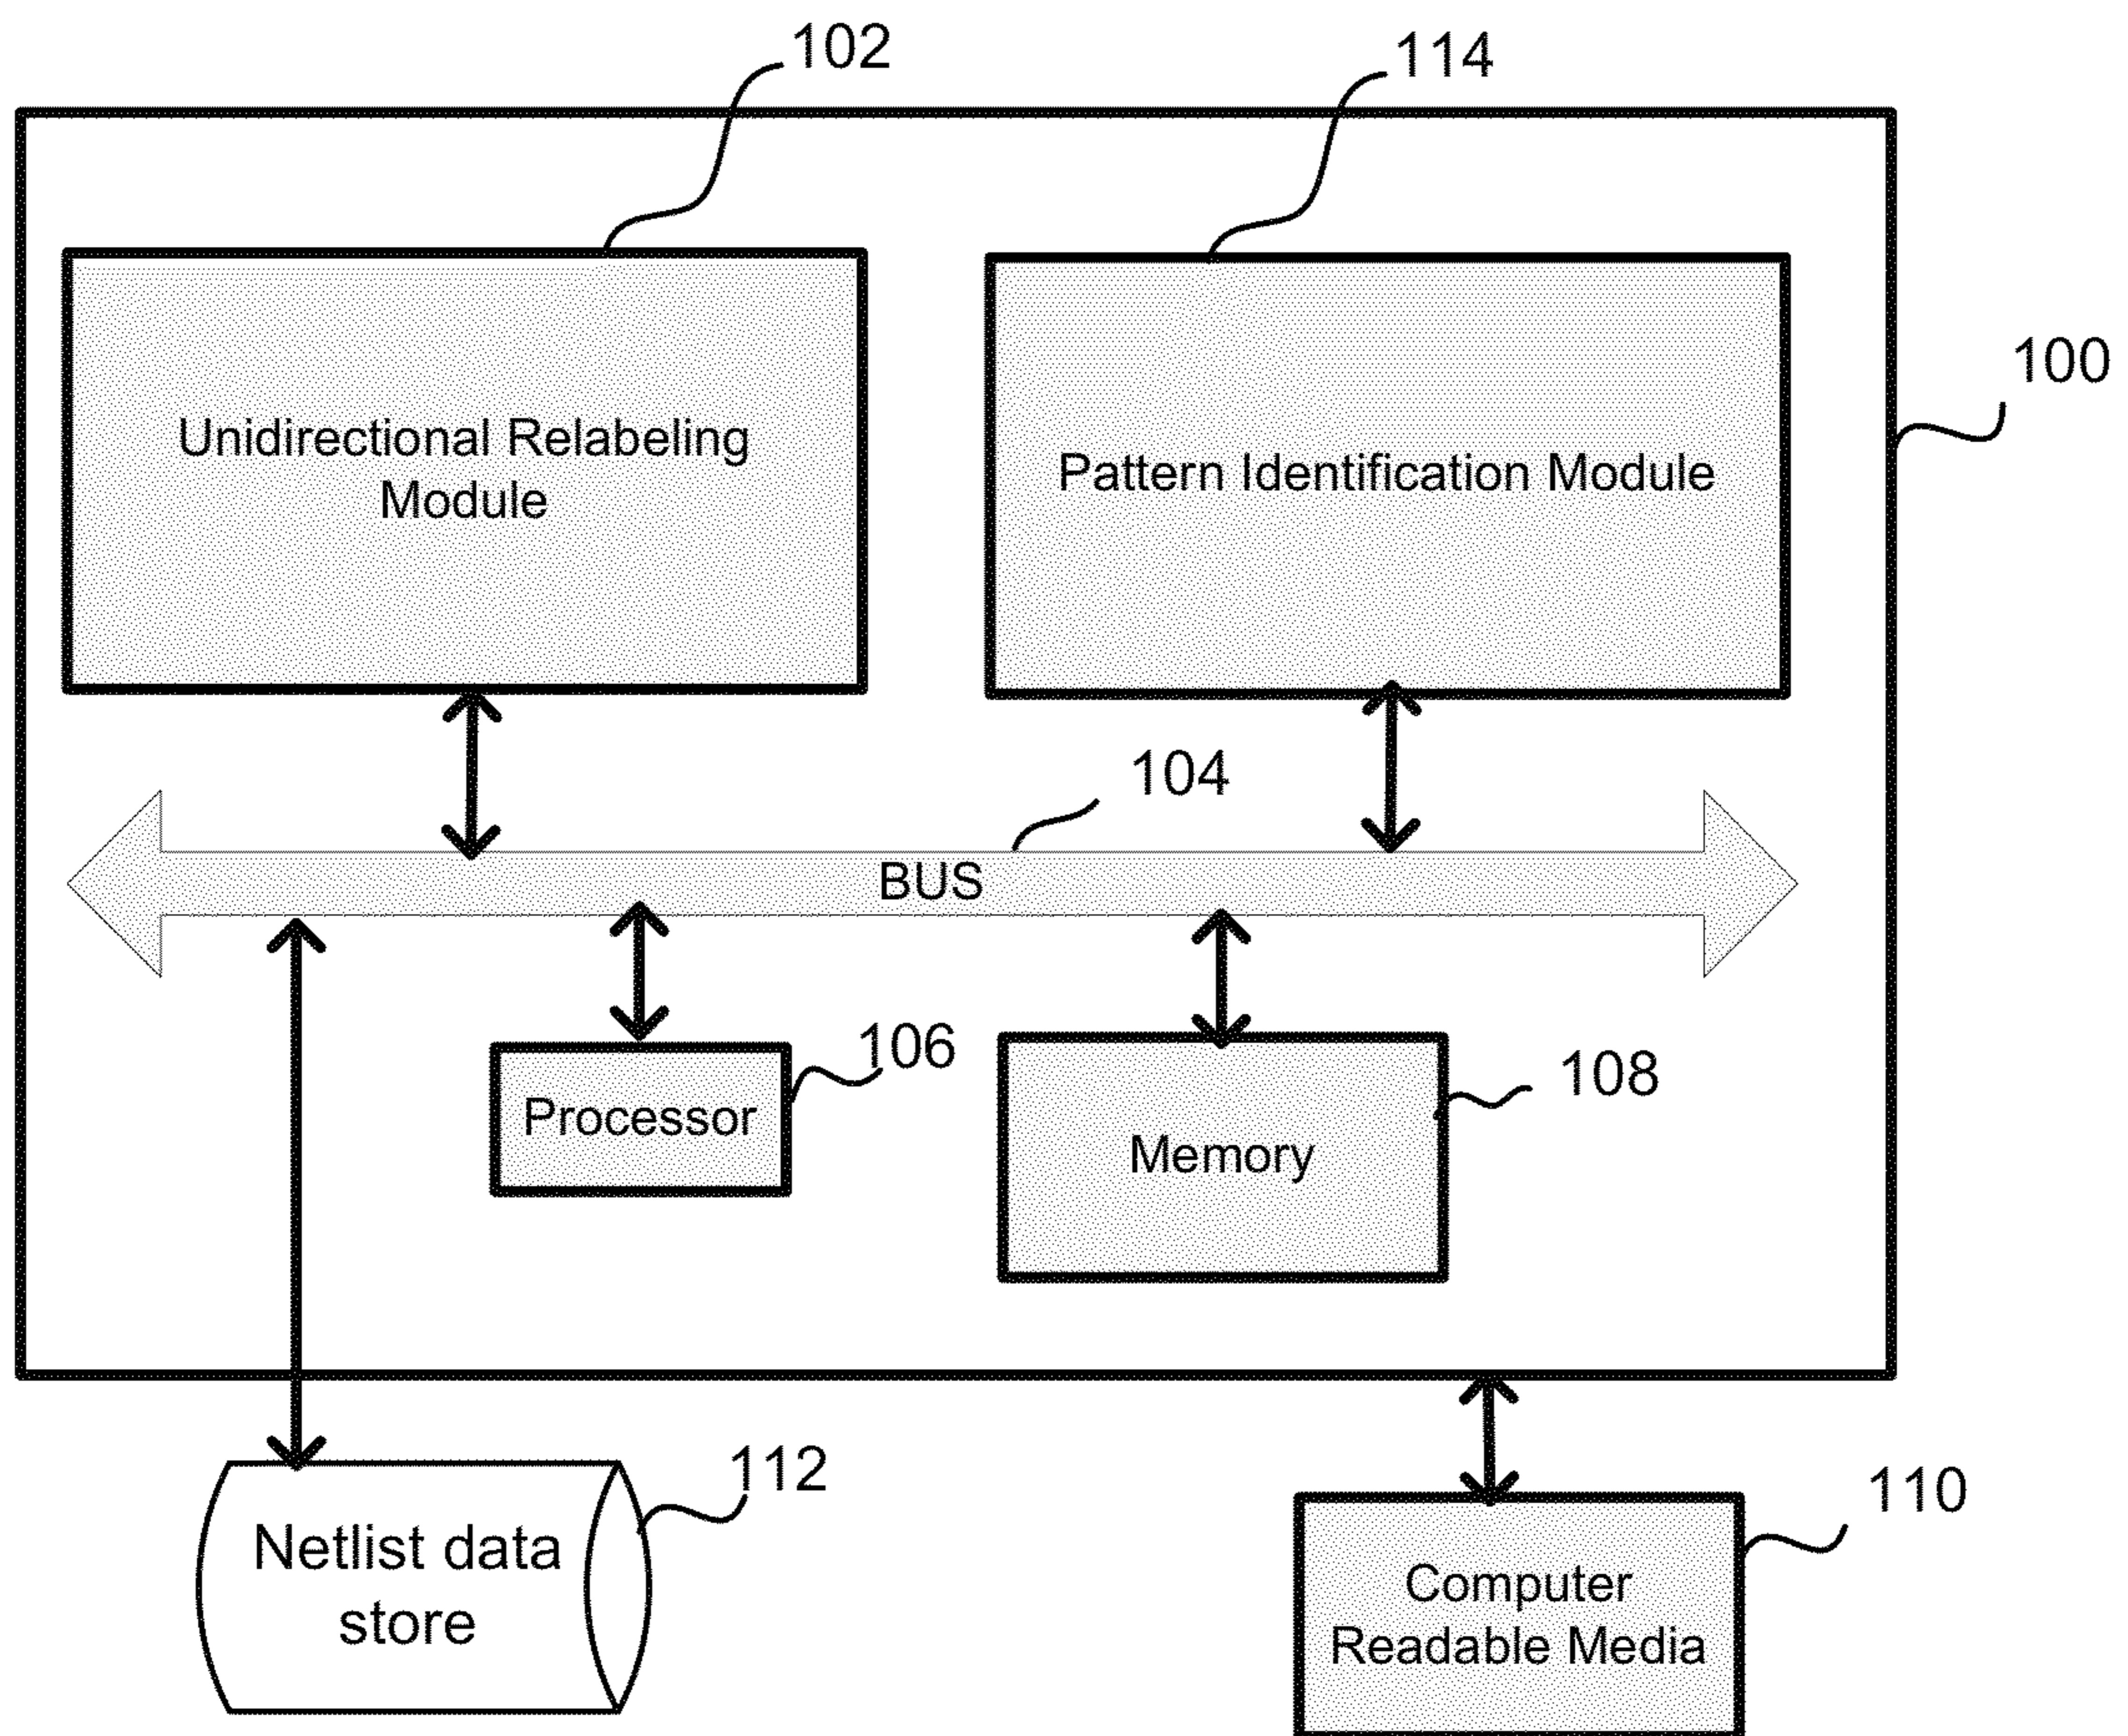 102
114
100
Unidirectional Relabeling
Module
Pattern Identification Module
104
BUS
106
Processor
108
Memory
112
Netlist data
store
110
Computer
Readable Media